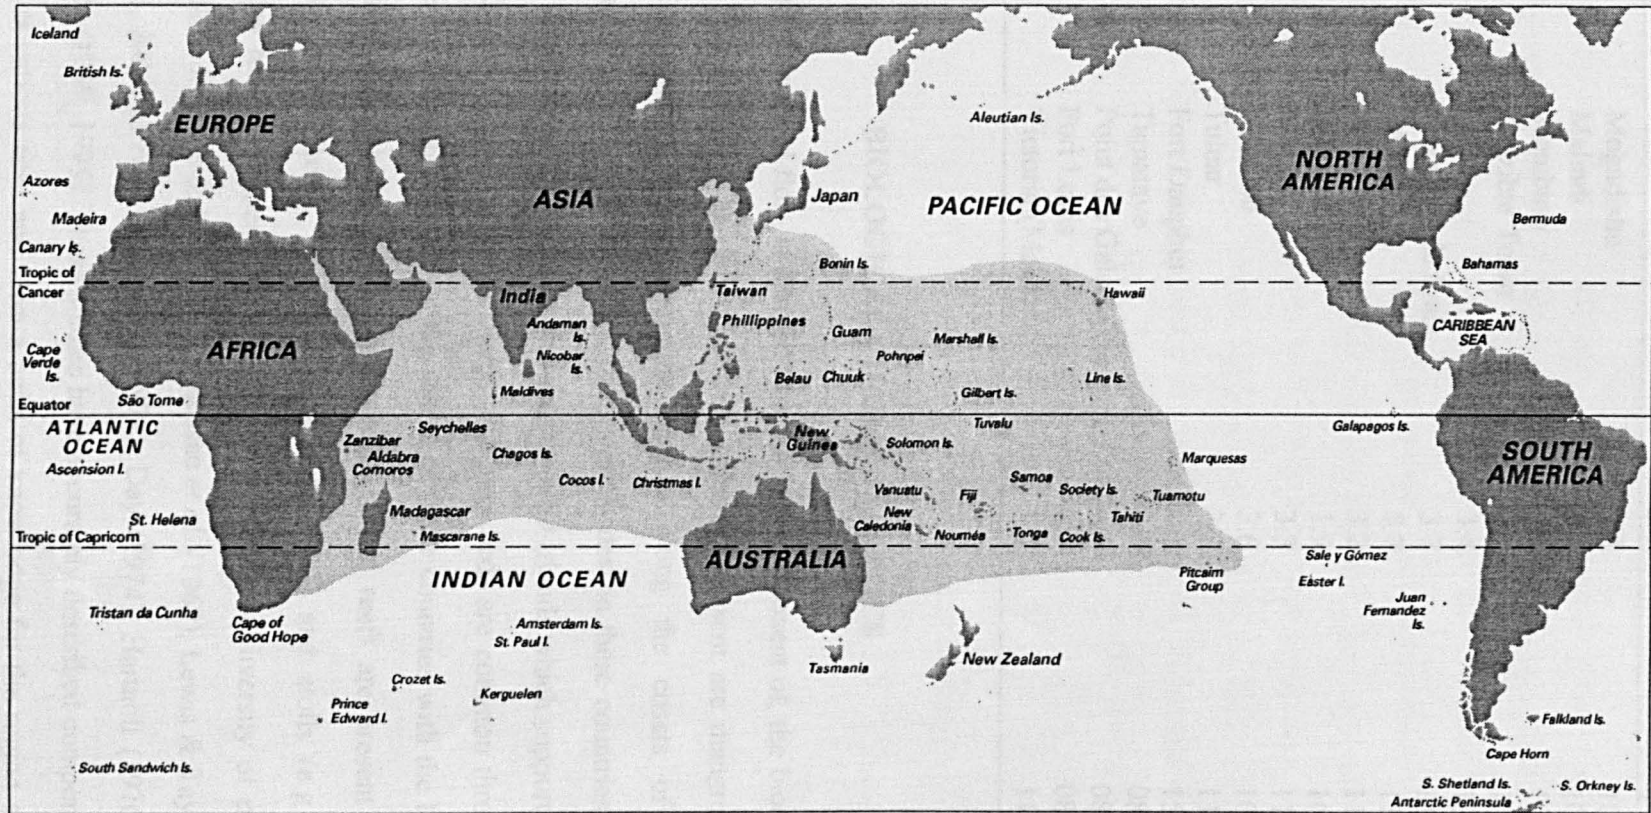 Iceland
British Is.
EUROPE
Aleutian Is.
NORTH
AMERICA
Azores
ASIA
Japan
PACIFIC OCEAN
Madeira
Bermuda
Canary Is.
Bonin Is.
Bahamas
Tropic of
Cancer
India
Taiwan
Hawaii
Andaman
Is.
Phillippines
Guam
Marshall Is.
CARIBBEAN
SEA
Cape
Verde
Is.
AFRICA
Nicobar
Is.
Pohnpei
Belau
Chuuk
Line Is.
Maldives
Gilbert Is.
São Tome
Equator
ATLANTIC
OCEAN
Seychelles
Tuvalu
Galapagos Is.
Zanzibar
Aldabra
Comoros
New
Guinea
Solomon Is.
SOUTH
AMERICA
Chagos Is.
Marquesas
Ascension I.
Cocos I.
Christmas I.
Samoa
Vanuatu
Fiji
Society Is.
Tuamotu
Madagascar
New
Caledonia
Tahiti
St. Helena
Tropic of Capricorn
Mascarane Is.
Nouméa
Tonga
Cook Is.
AUSTRALIA
Sale y Gómez
INDIAN OCEAN
Pitcairn
Group
Easter I.
Juan
Fernandez
Is.
Tristan da Cunha
Cape of
Good Hope
Amsterdam Is.
St. Paul I.
Tasmania
New Zealand
Crozet Is.
Kerguelen
Prince
Edward I.
Falkland Is.
Cape Horn
South Sandwich Is.
S. Shetland Is.
S. Orkney Is.
Antarctic Peninsula